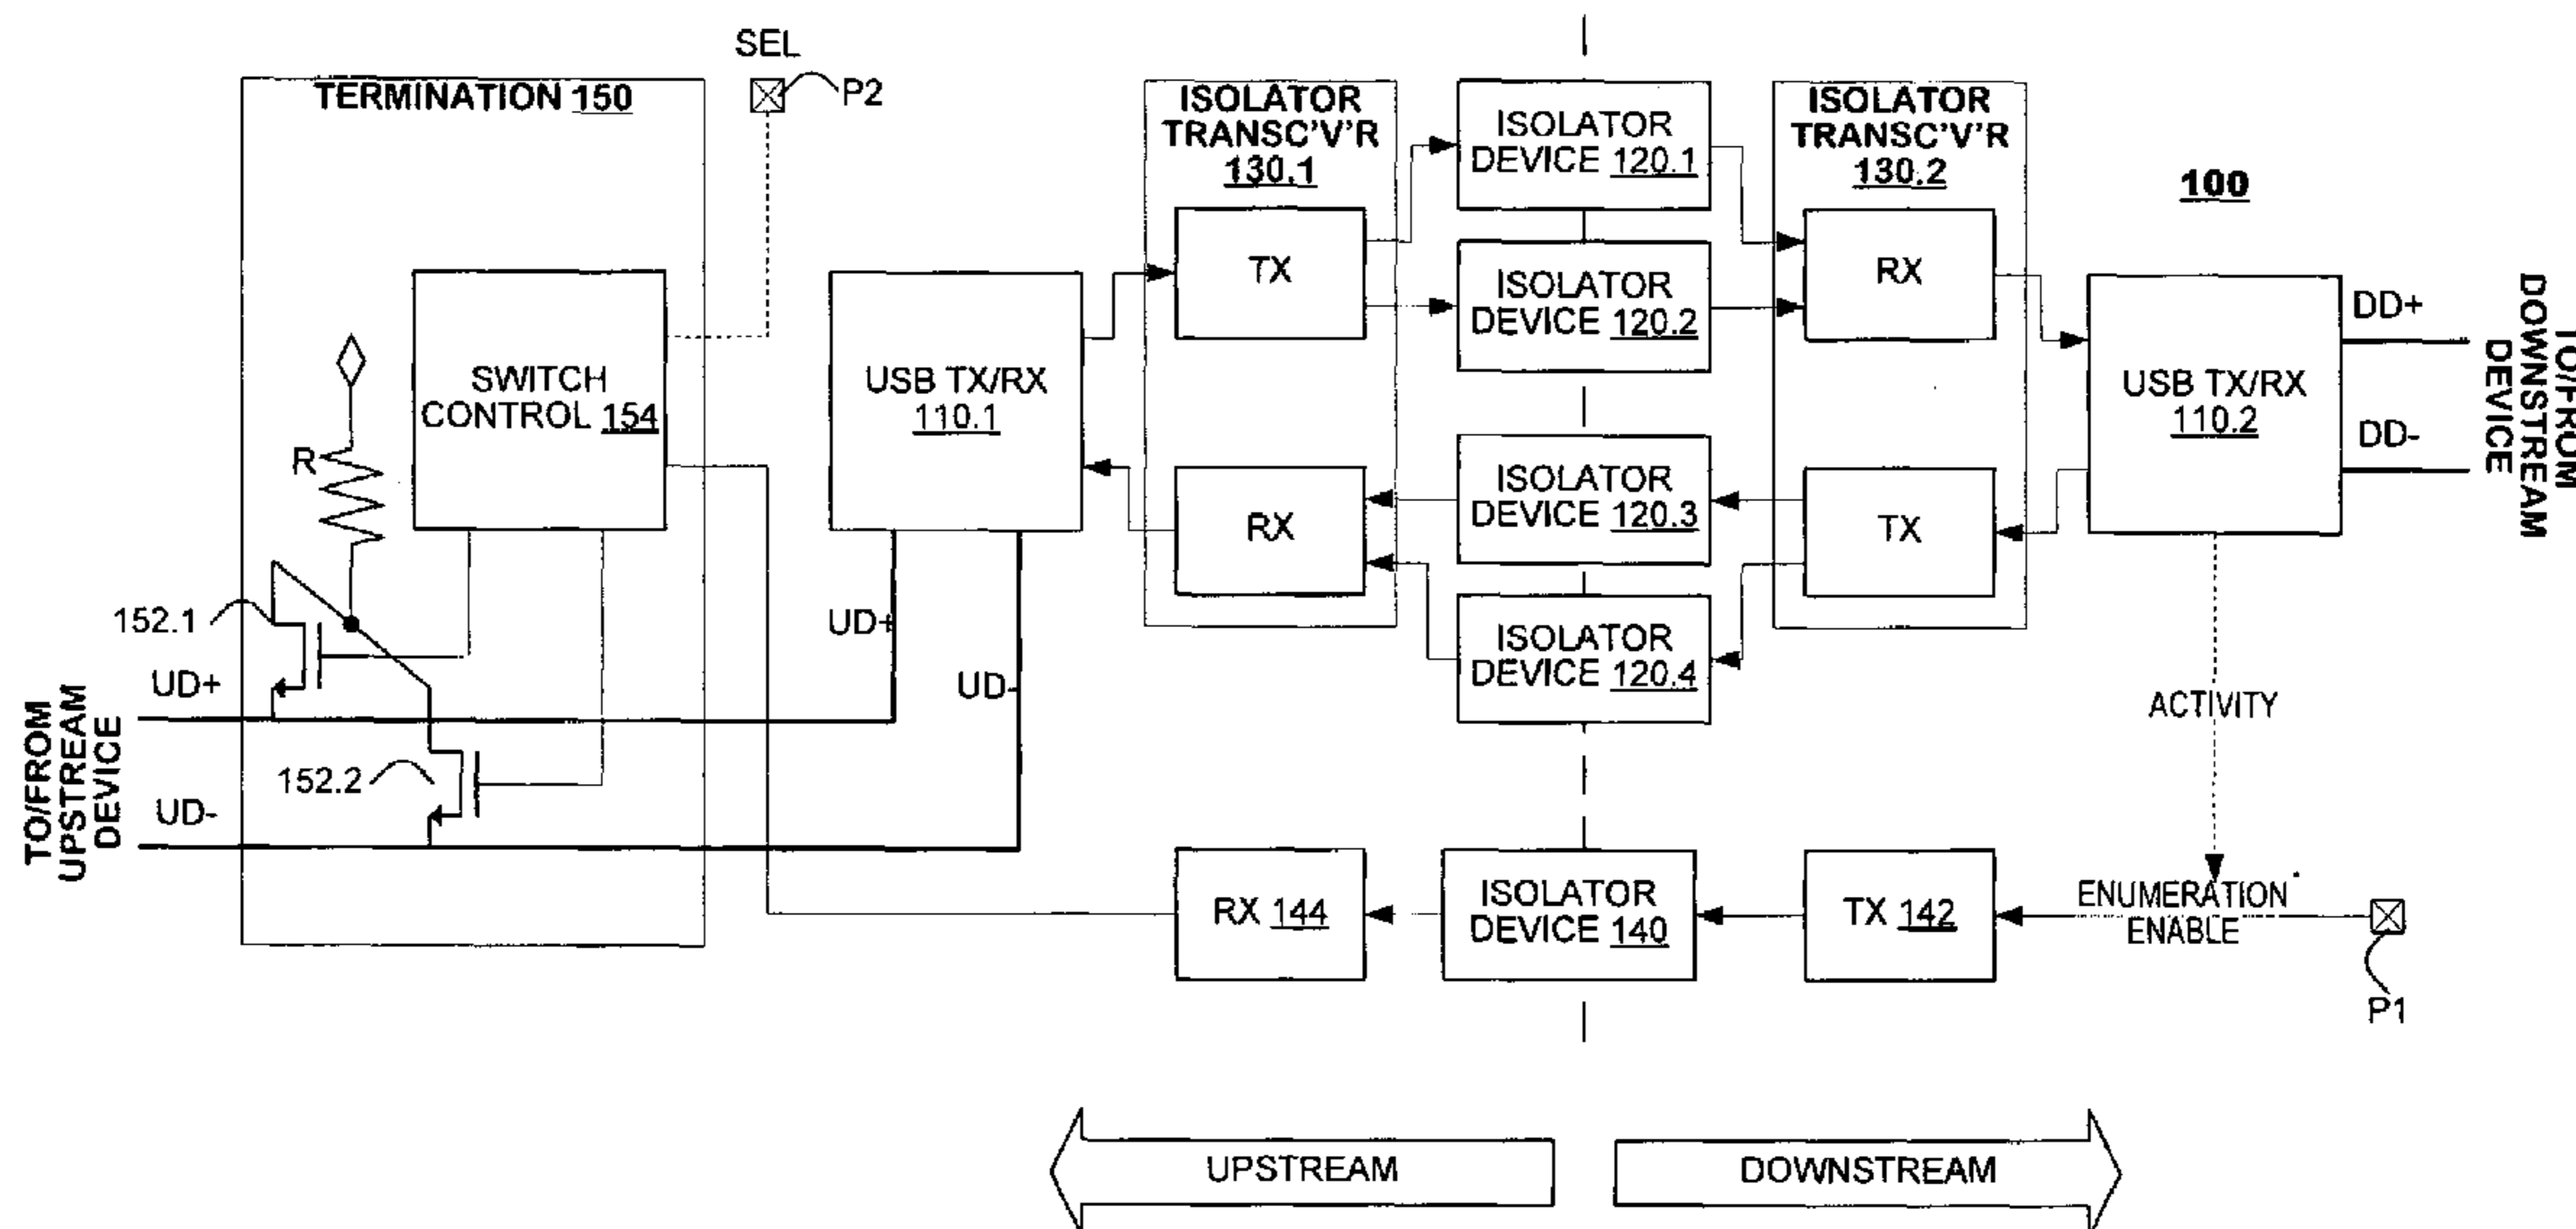 SEL
P2
TERMINATION 150
SWITCH
CONTROL 154
R
152.1
UD+
152.2
UD-
TO/FROM
UPSTREAM
DEVICE
USB TX/RX
110.1
UD+
UD-
ISOLATOR
TRANSC'V'R
130.1
TX
RX
ISOLATOR
DEVICE 120.1
ISOLATOR
DEVICE 120.2
ISOLATOR
DEVICE 120.3
ISOLATOR
DEVICE 120.4
ISOLATOR
TRANSC'V'R
130.2
RX
TX
100
USB TX/RX
110.2
DD+
DD-
TO/FROM
DOWNSTREAM
DEVICE
ACTIVITY
RX 144
ISOLATOR
DEVICE 140
TX 142
ENUMERATION
ENABLE
P1
UPSTREAM
DOWNSTREAM